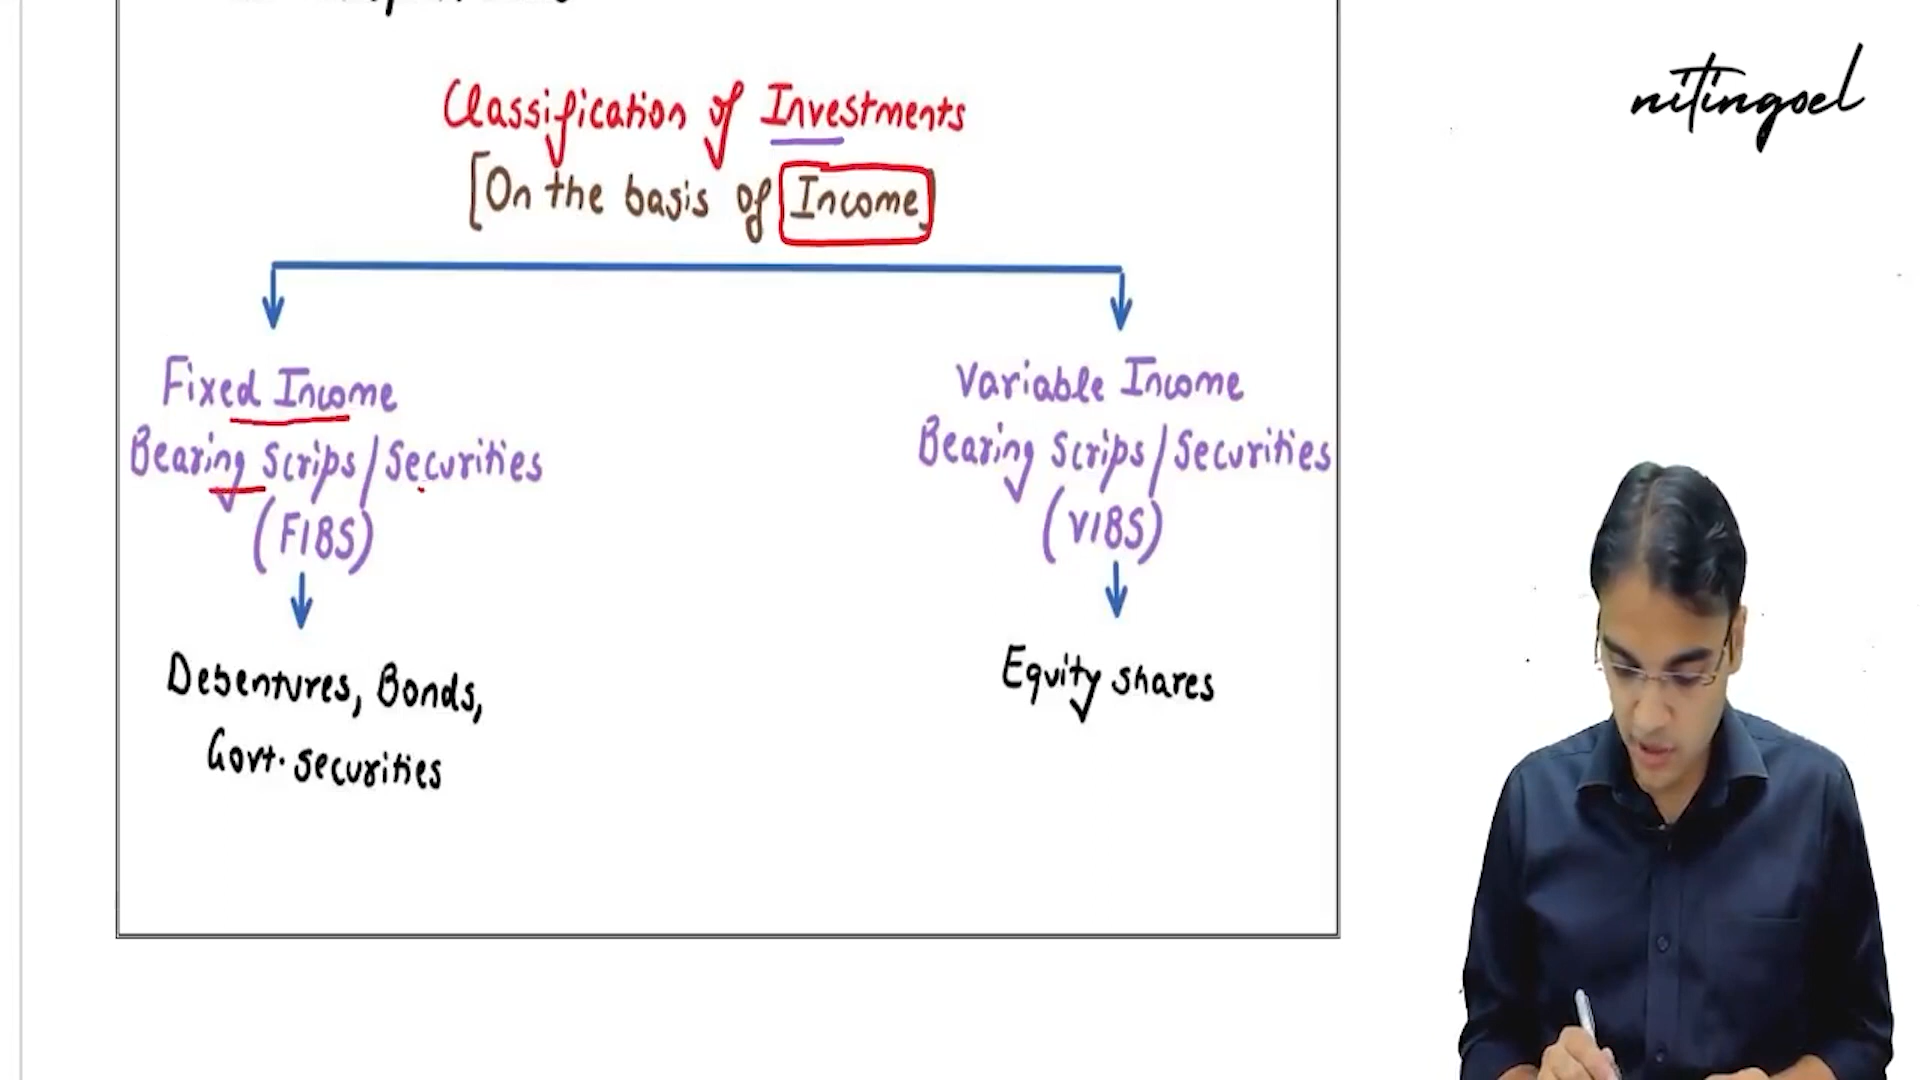 nitingoel
Classification of Investments
[On the basis of Income]
Fixed Income
Bearing Scrips/Securities
(FIBS)
Variable Income
Bearing Scrips/Securities
(VIBS)
Debentures, Bonds,
Govt. securities
Equity shares